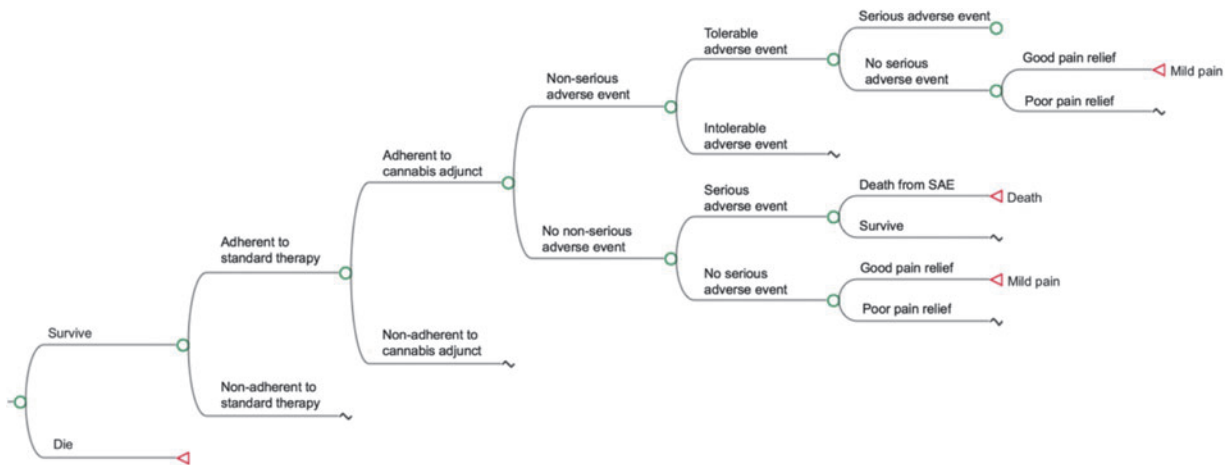 Serious adverse event
Tolerable
adverse event
Good pain relief
Mild pain
No serious
adverse event
Non-serious
adverse event
Poor pain relief
Intolerable
adverse event
Adherent to
cannabis adjunct
Death from SAE
Death
Serious
adverse event
Survive
No non-serious
adverse event
Adherent to
standard therapy
Good pain relief
Mild pain
No serious
adverse event
Poor pain relief
Survive
Non-adherent to
cannabis adjunct
Non-adherent to
standard therapy
Die